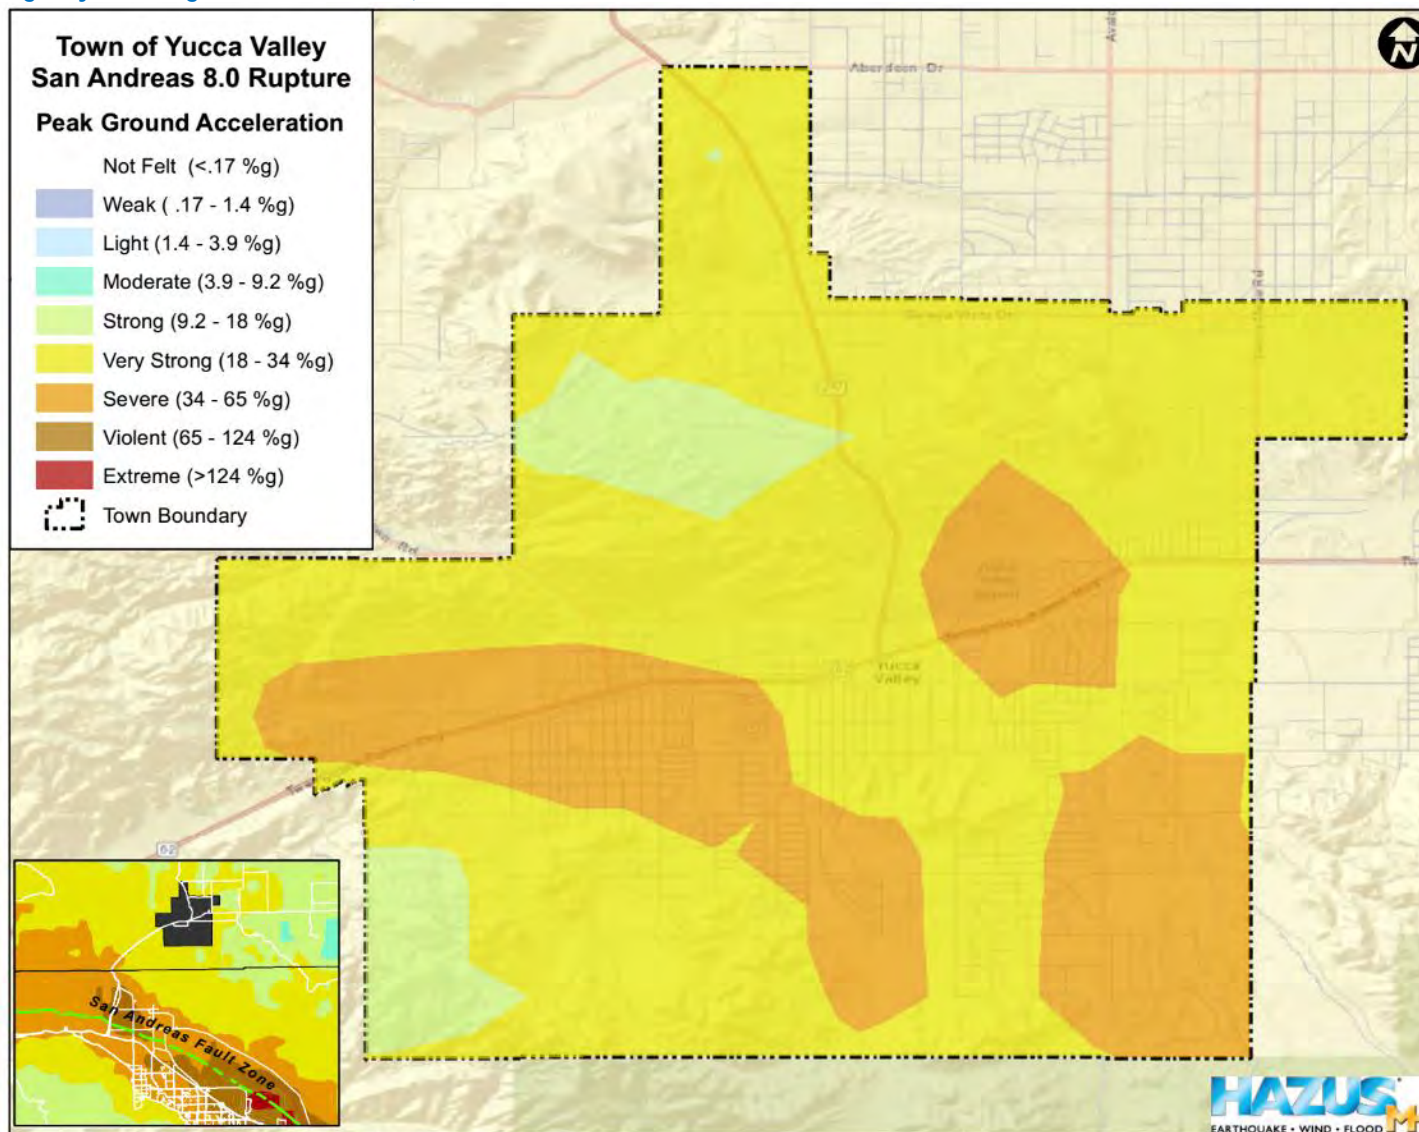 Town of Yucca Valley
San Andreas 8.0 Rupture
Peak Ground Acceleration
Not Felt (<.17 %g)
Weak ( .17 - 1.4 %g)
Light (1.4 - 3.9 %g)
Moderate (3.9 - 9.2 %g)
Strong (9.2 - 18 %g)
Very Strong (18 - 34 %g)
Severe (34 - 65 %g)
Violent (65 - 124 %g)
Extreme (>124 %g)
Town Boundary
N
Aberdeen Dr
Rd
Yucca
Valley
62
San Andreas Fault Zone
HAZUS
EARTHQUAKE • WIND • FLOOD